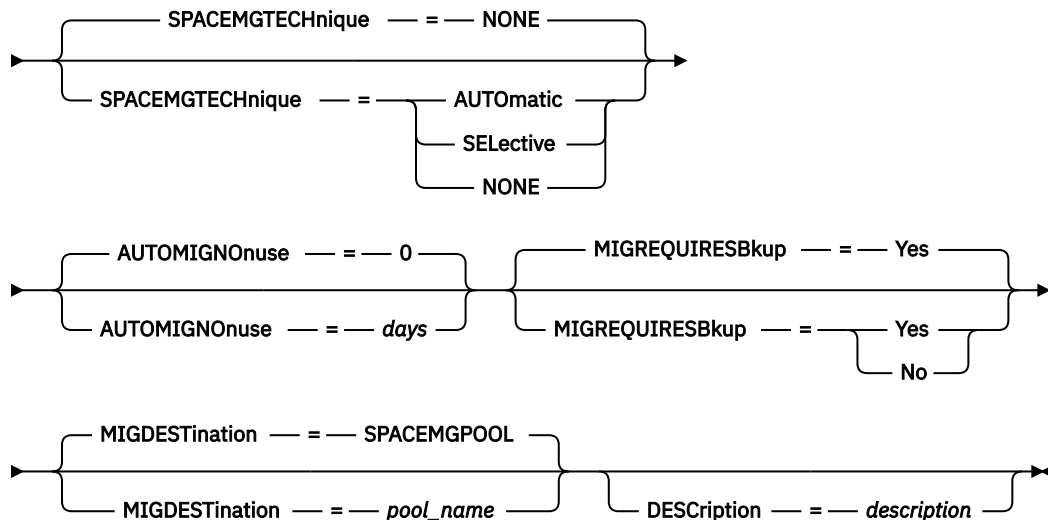 SPACEMGTECHnique = NONE
SPACEMGTECHnique = AUTOmatic
SELective
NONE
AUTOMIGNOnuse = 0
AUTOMIGNOnuse = days
MIGREQUIRESBkup = Yes
MIGREQUIRESBkup = Yes
No
MIGDESTination = SPACEMGPOOL
MIGDESTination = pool_name
DESCription = description